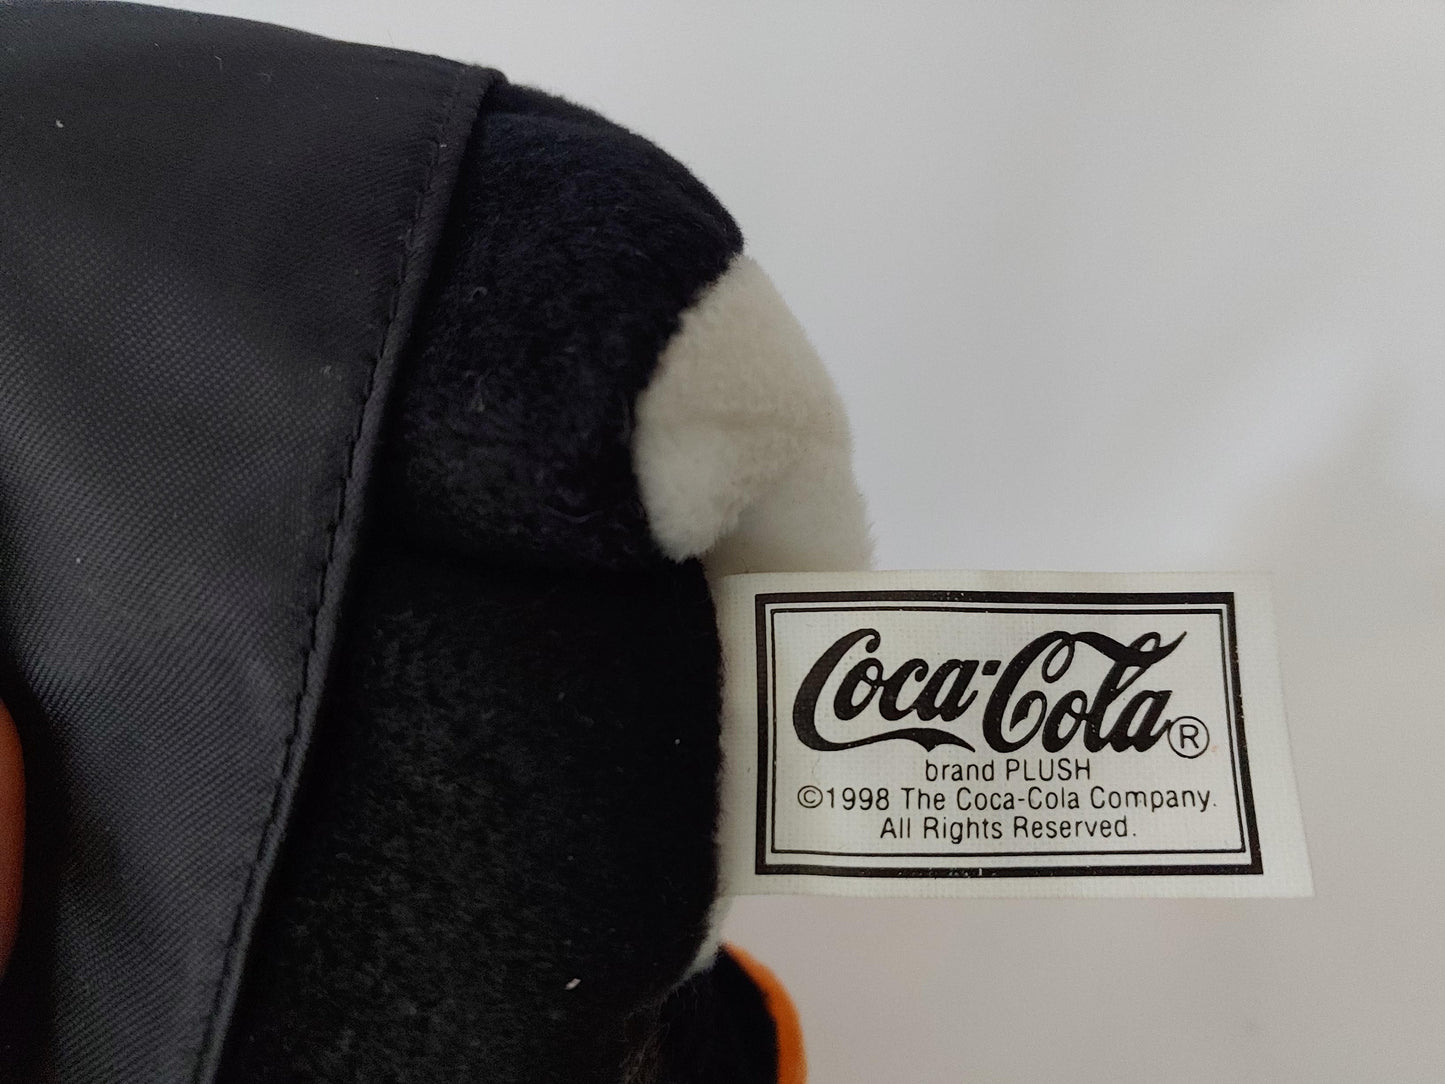 Coca-Cola®
brand PLUSH
©1998 The Coca-Cola Company.
All Rights Reserved.